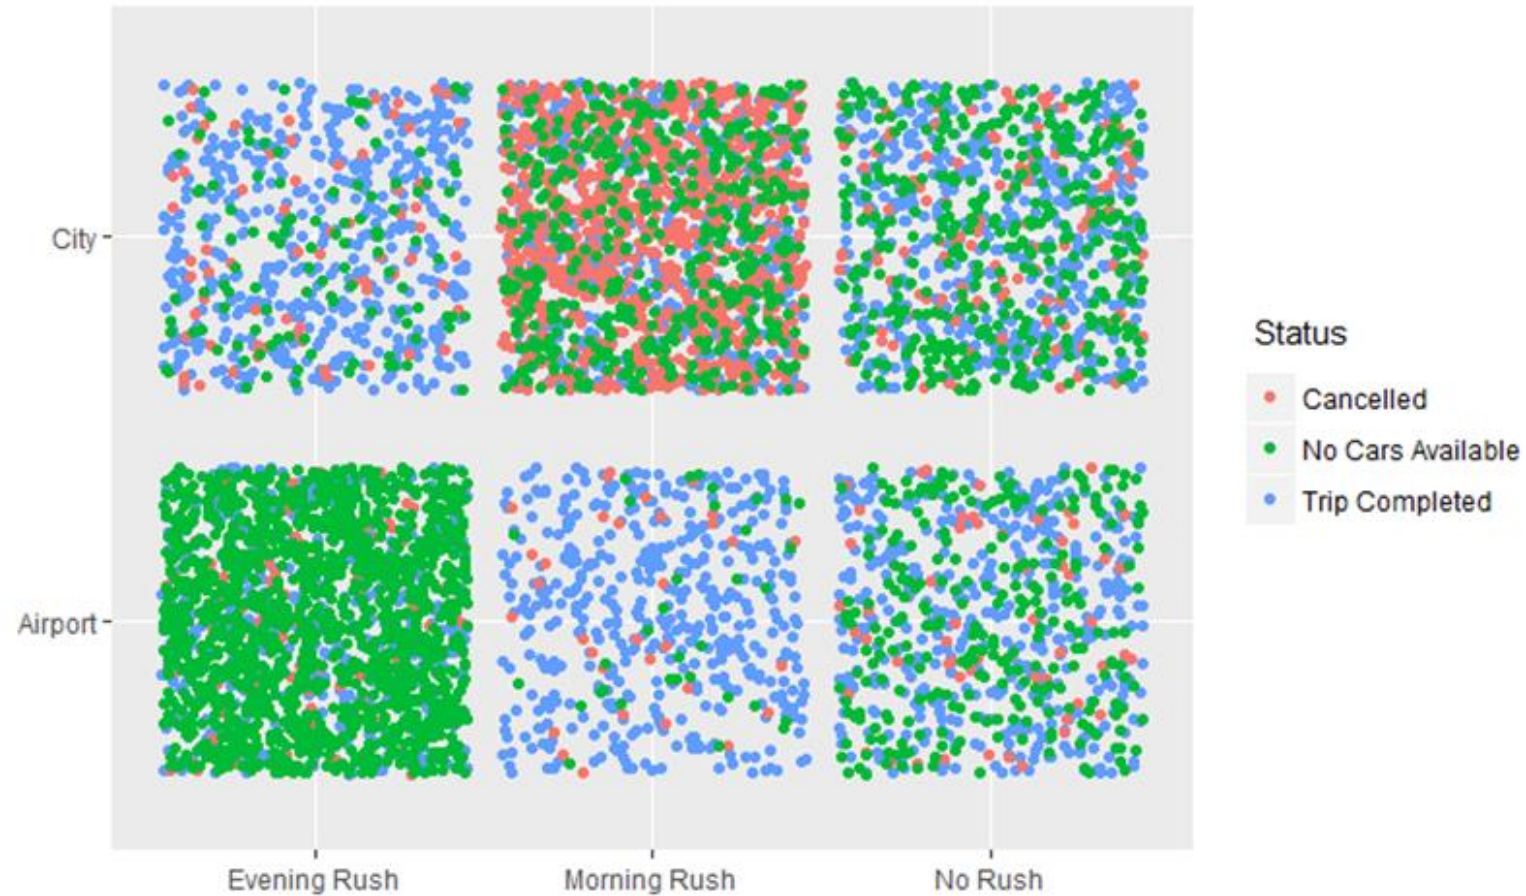 City
Airport
Evening Rush
Morning Rush
No Rush
Status
Cancelled
No Cars Available
Trip Completed